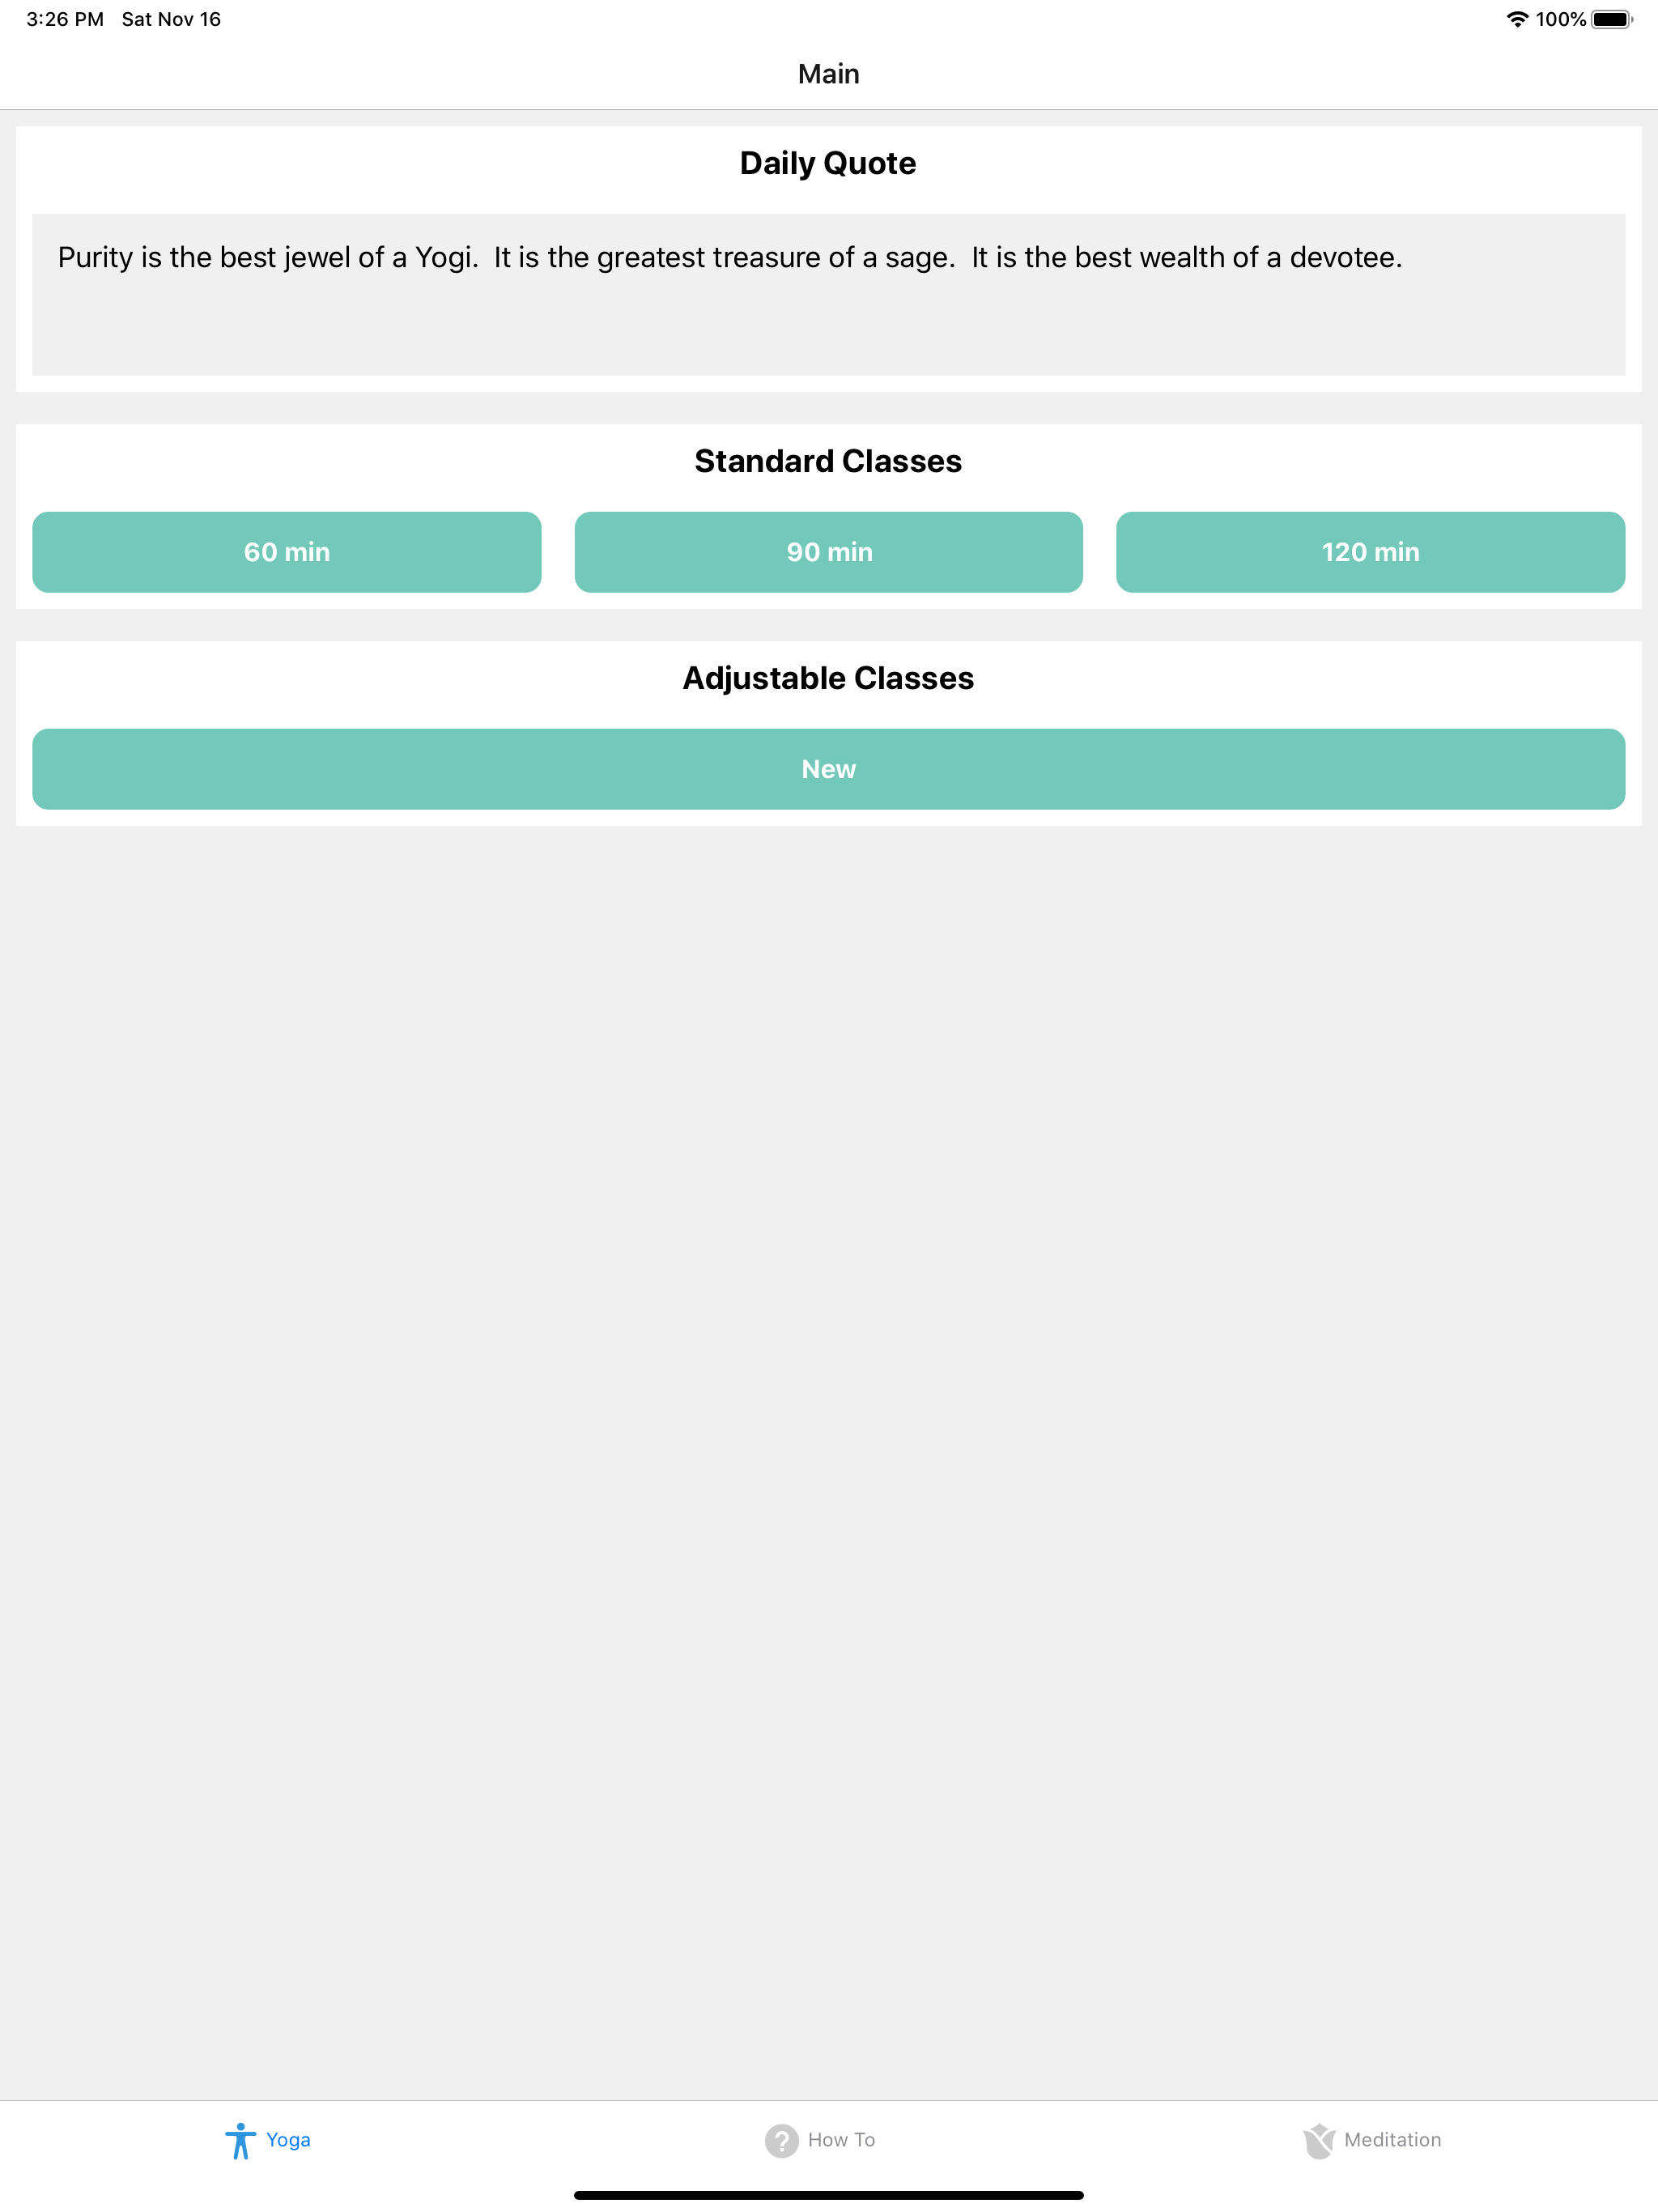 3:26 PM Sat Nov 16 100%
Main
Daily Quote
Purity is the best jewel of a Yogi.  It is the greatest treasure of a sage.  It is the best wealth of a devotee.
Standard Classes
60 min 90 min 120 min
Adjustable Classes
New
Yoga How To Meditation